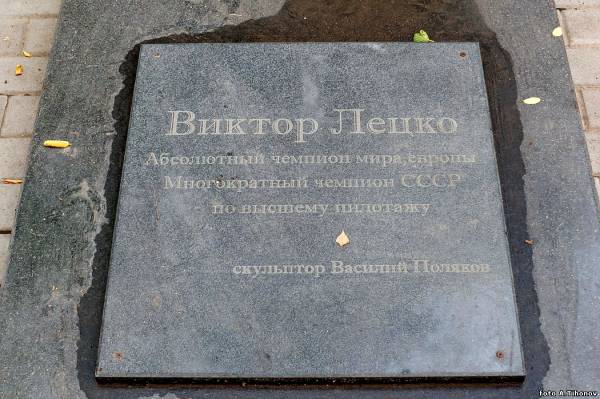 Виктор Лецко
Абсолютный чемпион мира, европы
Многократный чемпион СССР
по высшему пилотажу
скульптор Василий Поляков
foto A.Tihonov